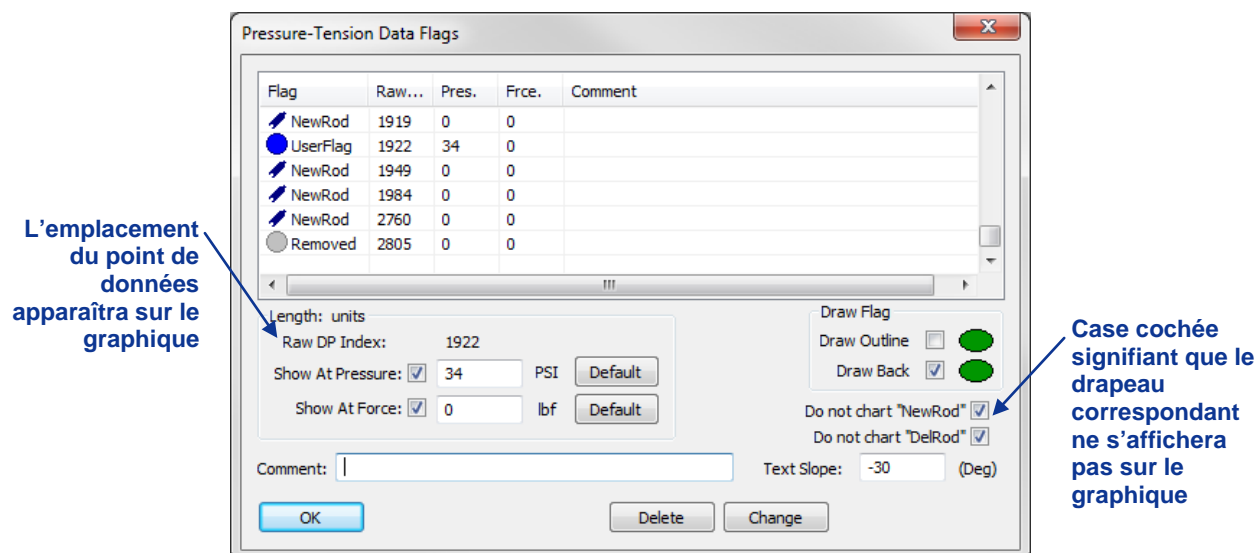 Pressure-Tension Data Flags
Flag Raw... Pres. Frce. Comment
NewRod 1919 0 0
UserFlag 1922 34 0
NewRod 1949 0 0
NewRod 1984 0 0
NewRod 2760 0 0
Removed 2805 0 0
L’emplacement
du point de
données
apparaîtra sur le
graphique
Length: units
Raw DP Index: 1922
Show At Pressure: 34 PSI Default
Show At Force: 0 lbf Default
Draw Flag
Draw Outline
Draw Back
Do not chart "NewRod"
Do not chart "DelRod"
Case cochée
signifiant que le
drapeau
correspondant
ne s’affichera
pas sur le
graphique
Comment:
Text Slope: -30 (Deg)
OK Delete Change